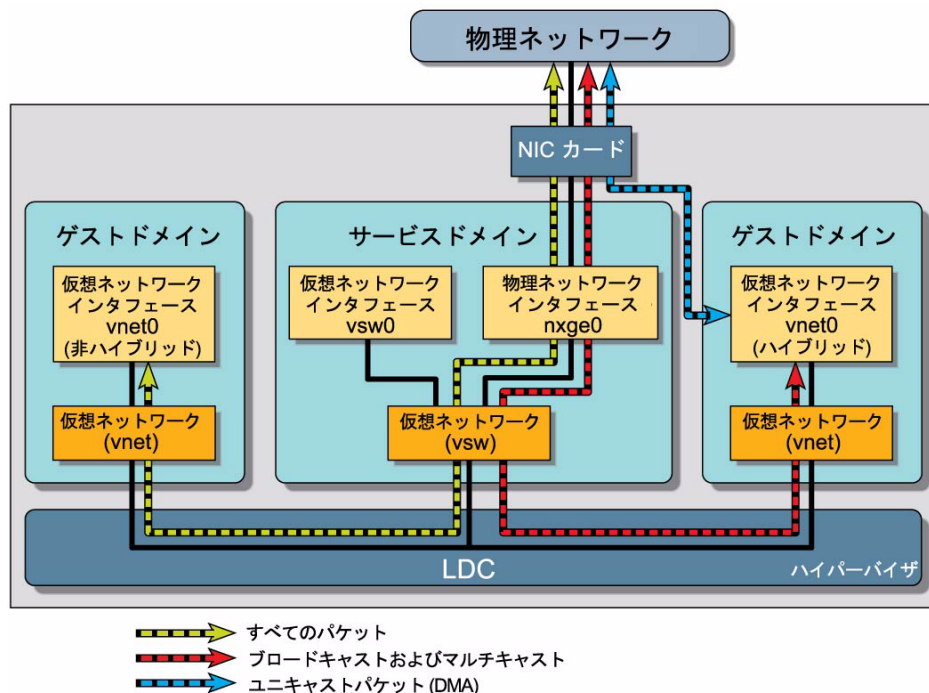 物理ネットワーク
NIC カード
ゲストドメイン
仮想ネットワーク
インタフェース
vnet0
(非ハイブリッド)
仮想ネットワーク
(vnet)
サービスドメイン
仮想ネットワーク
インタフェース
vsw0
物理ネットワーク
インタフェース
nxge0
仮想ネットワーク
(vsw)
ゲストドメイン
仮想ネットワーク
インタフェース
vnet0
(ハイブリッド)
仮想ネットワーク
(vnet)
LDC
ハイパーバイザ
すべてのパケット
ブロードキャストおよびマルチキャスト
ユニキャストパケット (DMA)